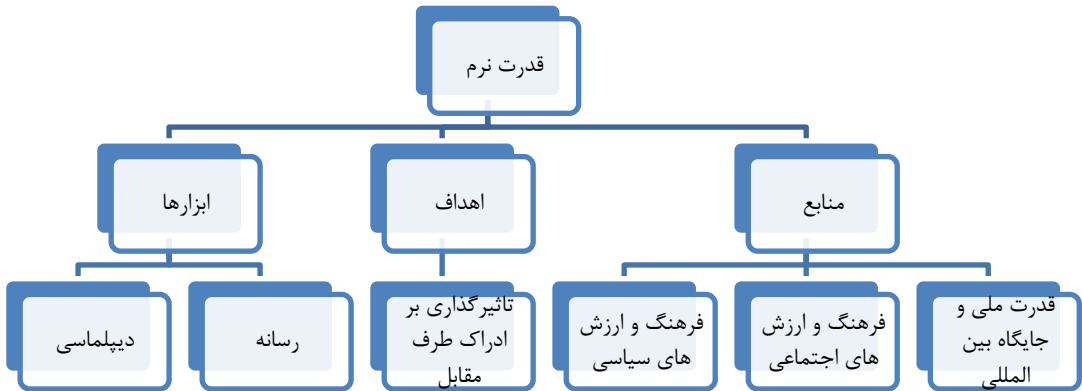 قدرت نرم
منابع
اهداف
ابزارها
قدرت ملی و
جایگاه بین
المللی
فرهنگ و ارزش
های اجتماعی
فرهنگ و ارزش
های سیاسی
تاثیرگذاری بر
ادراک طرف
مقابل
رسانه
دیپلماسی